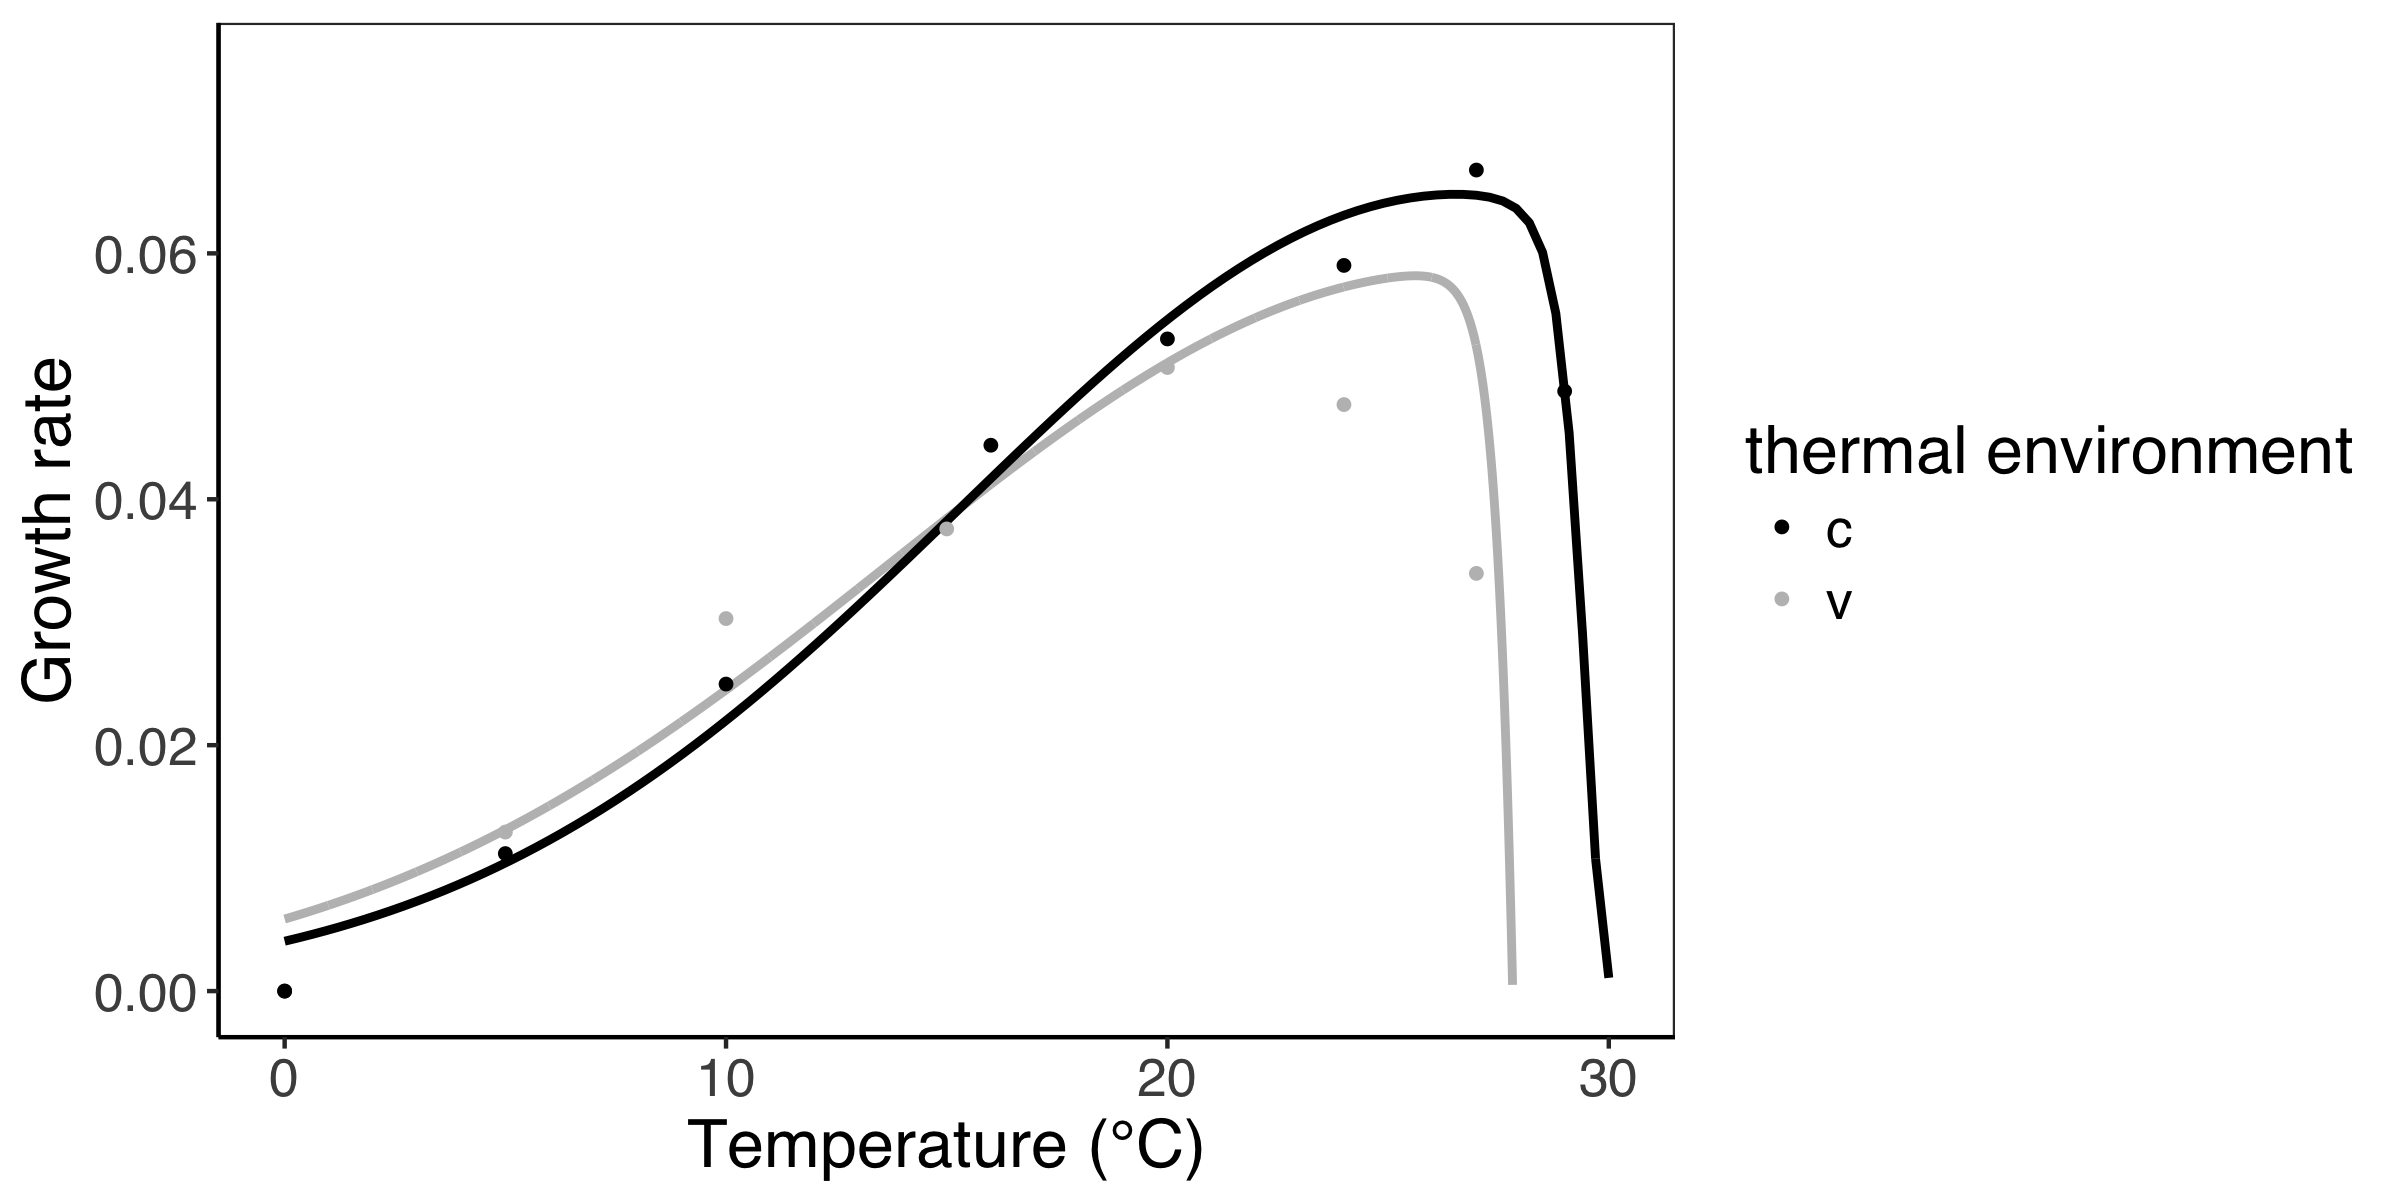 Growth rate
0.06
0.04
0.02
0.00
0 10 20 30
Temperature (°C)
thermal environment
c
v